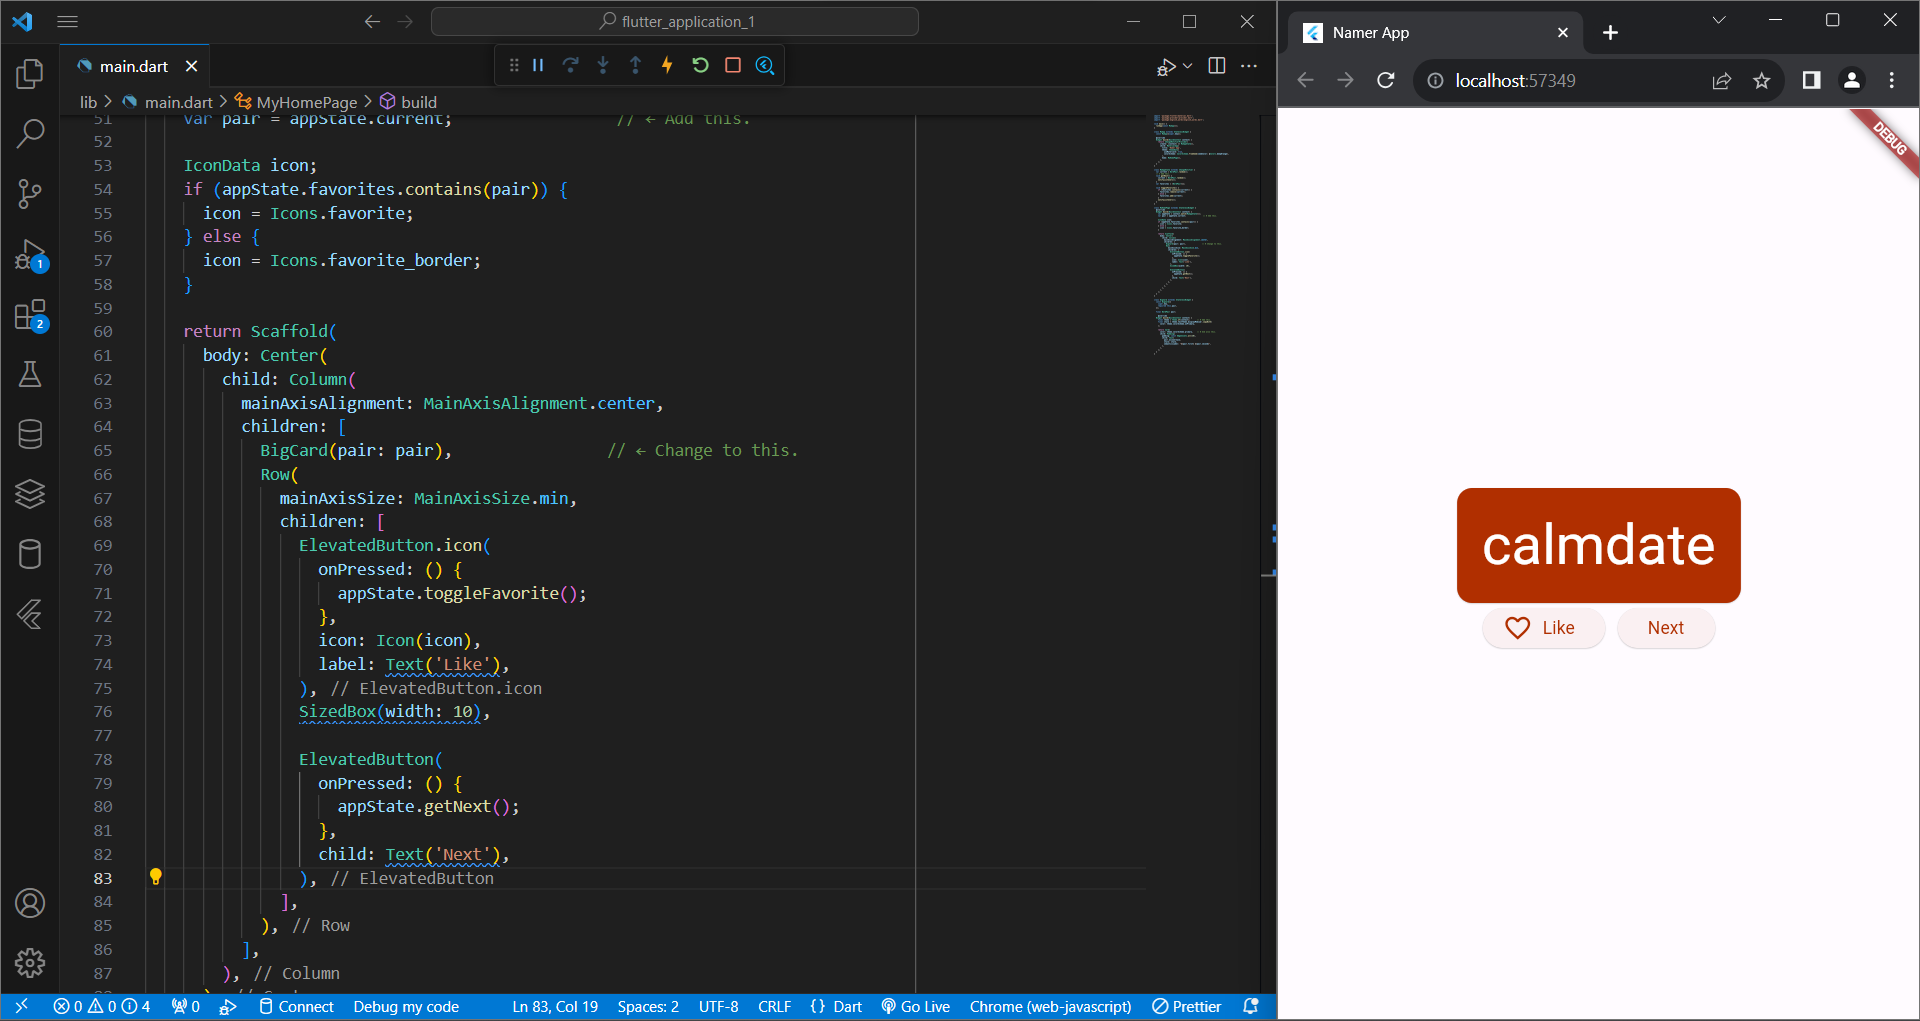 flutter_application_1
main.dart
lib > main.dart > MyHomePage > build
51 var pair = appState.current; // ← Add this.
52
53 IconData icon;
54 if (appState.favorites.contains(pair)) {
55 icon = Icons.favorite;
56 } else {
57 icon = Icons.favorite_border;
58 }
59
60 return Scaffold(
61 body: Center(
62 child: Column(
63 mainAxisAlignment: MainAxisAlignment.center,
64 children: [
65 BigCard(pair: pair), // ← Change to this.
66 Row(
67 mainAxisSize: MainAxisSize.min,
68 children: [
69 ElevatedButton.icon(
70 onPressed: () {
71 appState.toggleFavorite();
72 },
73 icon: Icon(icon),
74 label: Text('Like'),
75 ), // ElevatedButton.icon
76 SizedBox(width: 10),
77
78 ElevatedButton(
79 onPressed: () {
80 appState.getNext();
81 },
82 child: Text('Next'),
83 ), // ElevatedButton
84 ],
85 ), // Row
86 ],
87 ), // Column
1
2
0 0 4 0 Connect Debug my code Ln 83, Col 19 Spaces: 2 UTF-8 CRLF {} Dart Go Live Chrome (web-javascript) Prettier
Namer App
localhost:57349
DEBUG
calmdate
Like Next